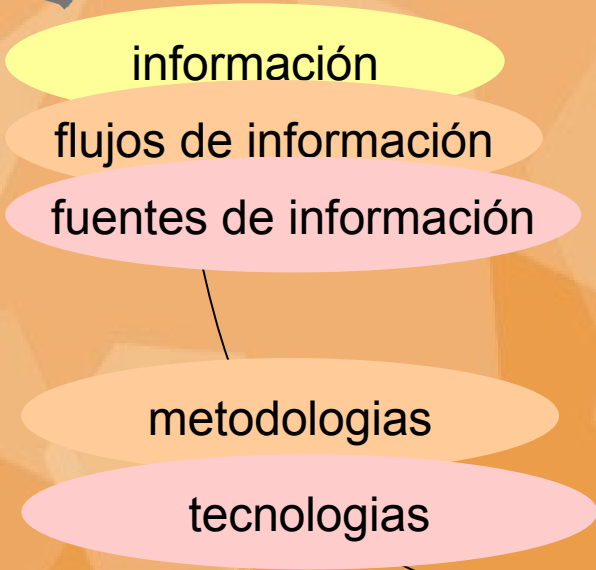 información
flujos de información
fuentes de información
metodologias
tecnologias